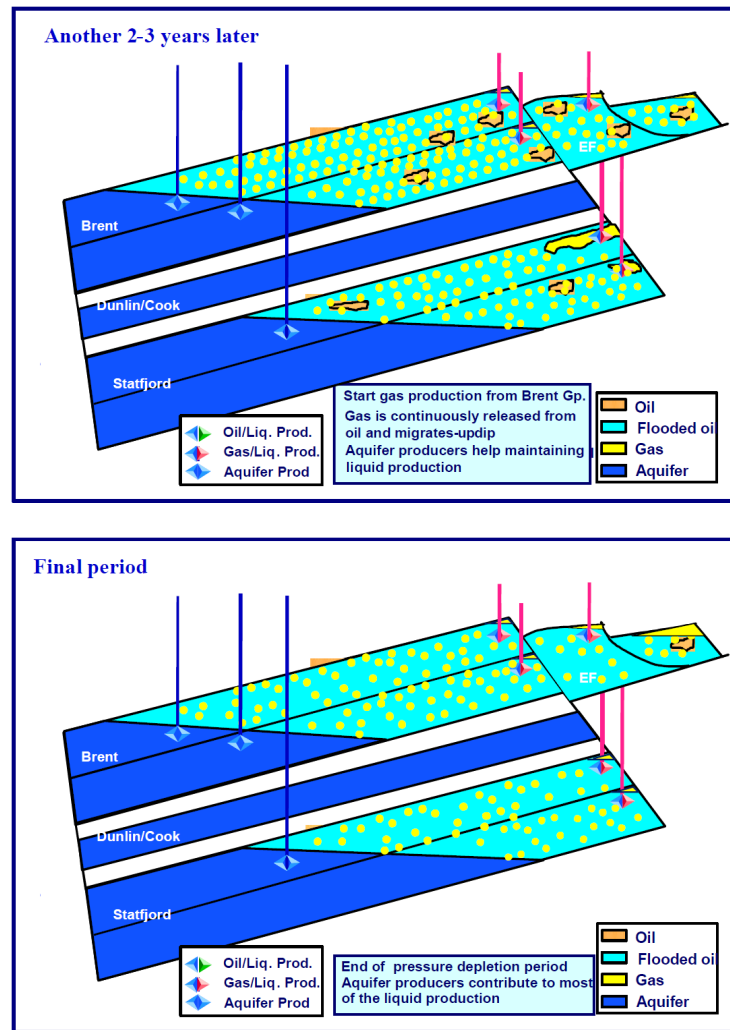 Another 2-3 years later
EF
Brent
Dunlin/Cook
Statfjord
Oil/Liq. Prod.
Gas/Liq. Prod.
Aquifer Prod
Start gas production from Brent Gp.
Gas is continuously released from
oil and migrates-updip
Aquifer producers help maintaining
liquid production
Oil
Flooded oil
Gas
Aquifer
Final period
EF
Brent
Dunlin/Cook
Statfjord
Oil/Liq. Prod.
Gas/Liq. Prod.
Aquifer Prod
End of pressure depletion period
Aquifer producers contribute to most
of the liquid production
Oil
Flooded oil
Gas
Aquifer